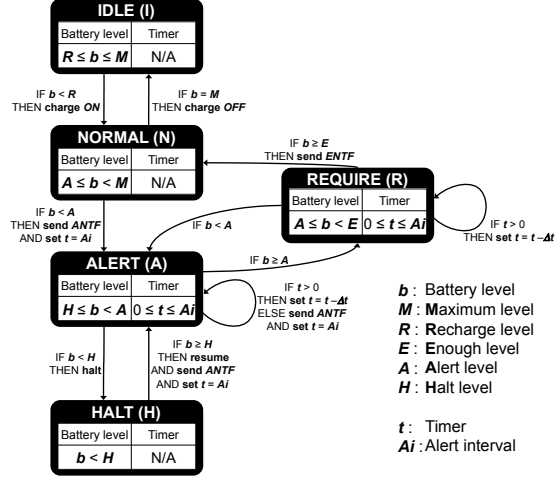 IDLE (I)
Battery level Timer
R ≤ b ≤ M N/A
IF b < R
THEN charge ON
IF b = M
THEN charge OFF
NORMAL (N)
Battery level Timer
A ≤ b < M N/A
IF b ≥ E
THEN send ENTF
REQUIRE (R)
Battery level Timer
A ≤ b < E 0 ≤ t ≤ Ai
IF t > 0
THEN set t = t –Δt
IF b < A
THEN send ANTF
AND set t = Ai
IF b < A
IF b ≥ A
ALERT (A)
Battery level Timer
H ≤ b < A 0 ≤ t ≤ Ai
IF t > 0
THEN set t = t –Δt
ELSE send ANTF
AND set t = Ai
IF b < H
THEN halt
IF b ≥ H
THEN resume
AND send ANTF
AND set t = Ai
HALT (H)
Battery level Timer
b < H N/A
b : Battery level
M : Maximum level
R : Recharge level
E : Enough level
A : Alert level
H : Halt level
t : Timer
Ai : Alert interval